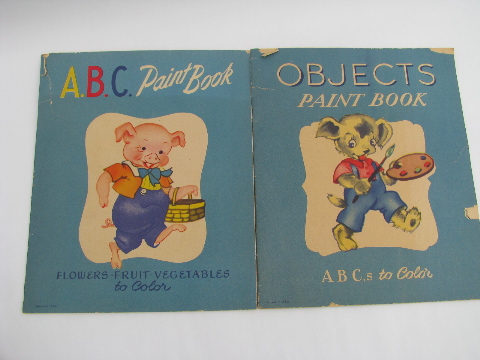 A.B.C. Paint Book
FLOWERS FRUIT VEGETABLES
to Color
OBJECTS
PAINT BOOK
A B C,s to Color